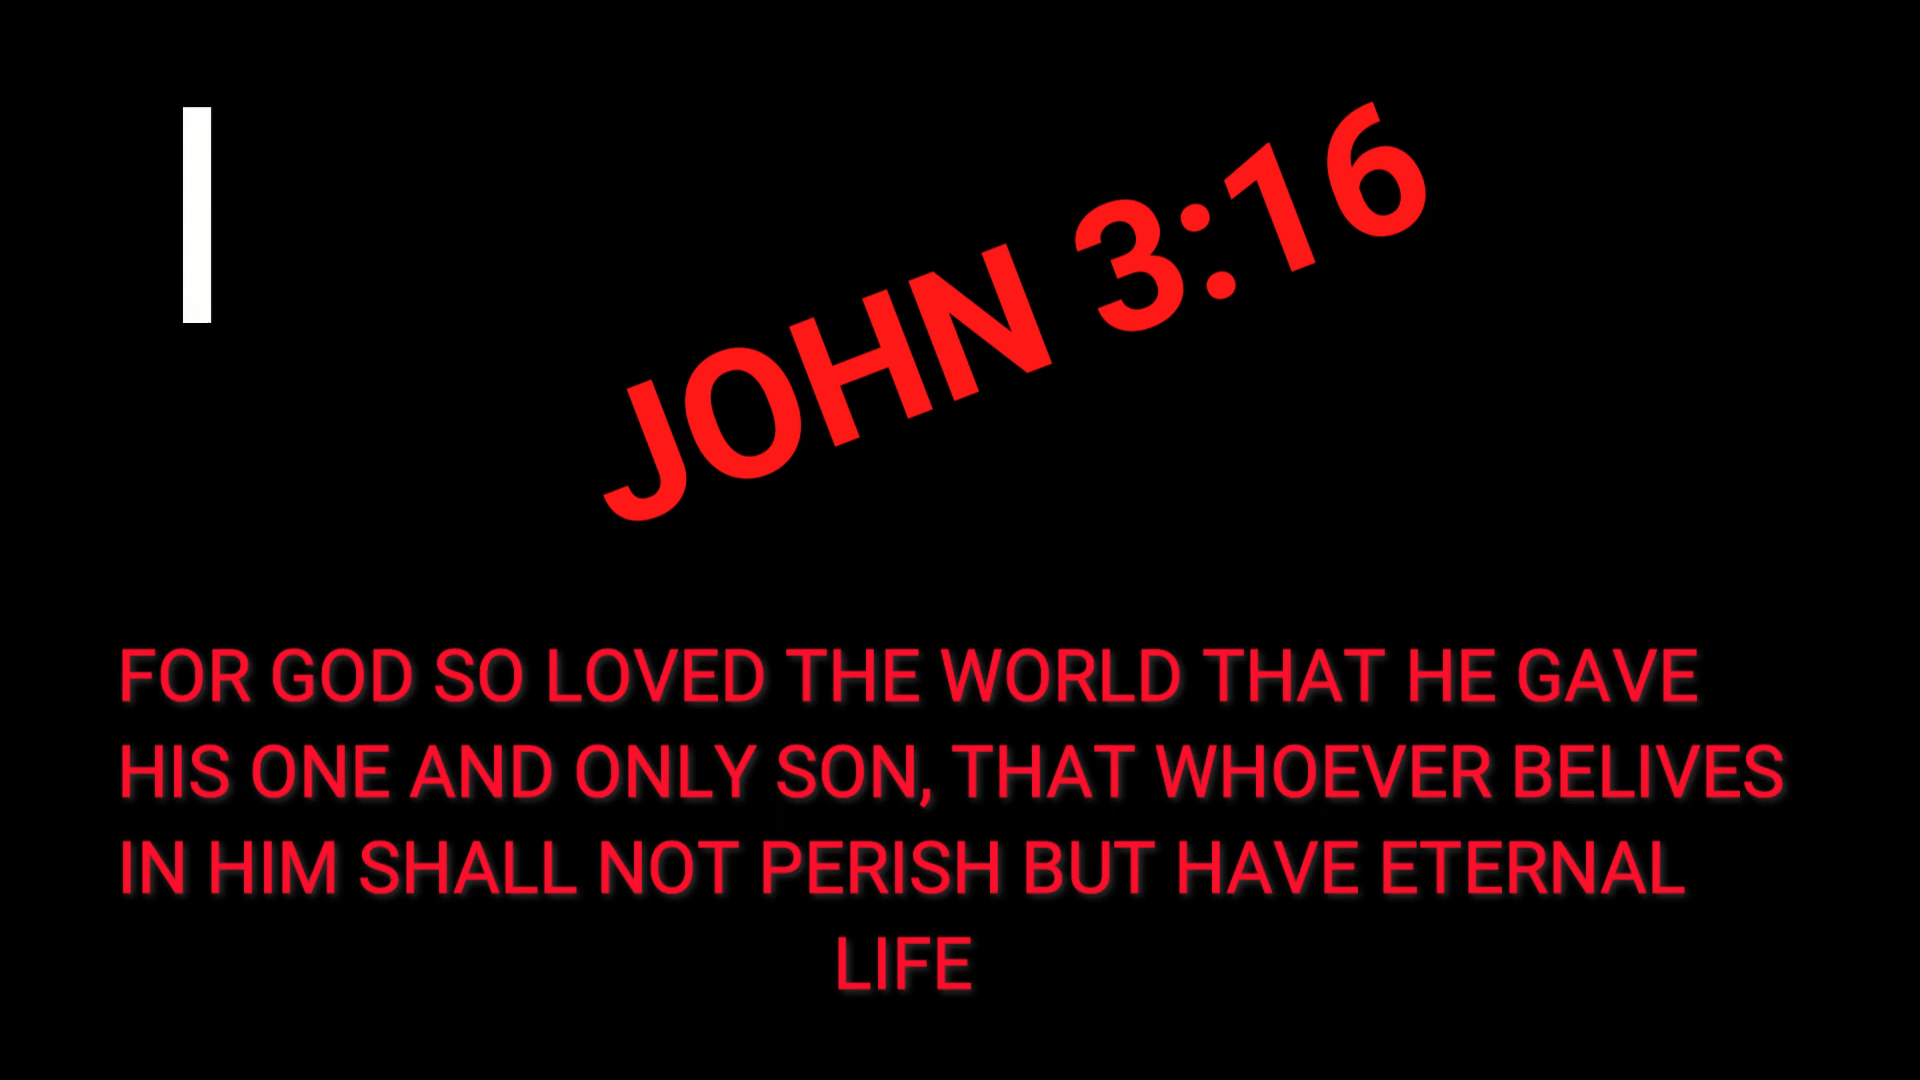 JOHN 3:16
FOR GOD SO LOVED THE WORLD THAT HE GAVE
HIS ONE AND ONLY SON, THAT WHOEVER BELIVES
IN HIM SHALL NOT PERISH BUT HAVE ETERNAL
LIFE